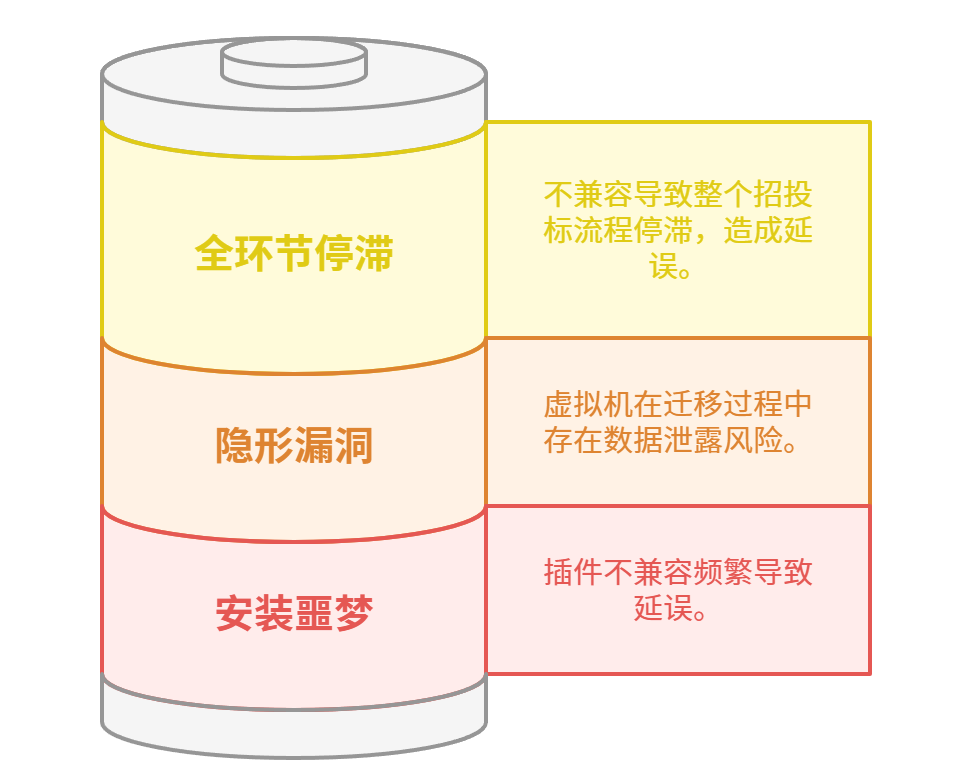 全环节停滞
不兼容导致整个招投
标流程停滞，造成延
误。
隐形漏洞
虚拟机在迁移过程中
存在数据泄露风险。
安装噩梦
插件不兼容频繁导致
延误。